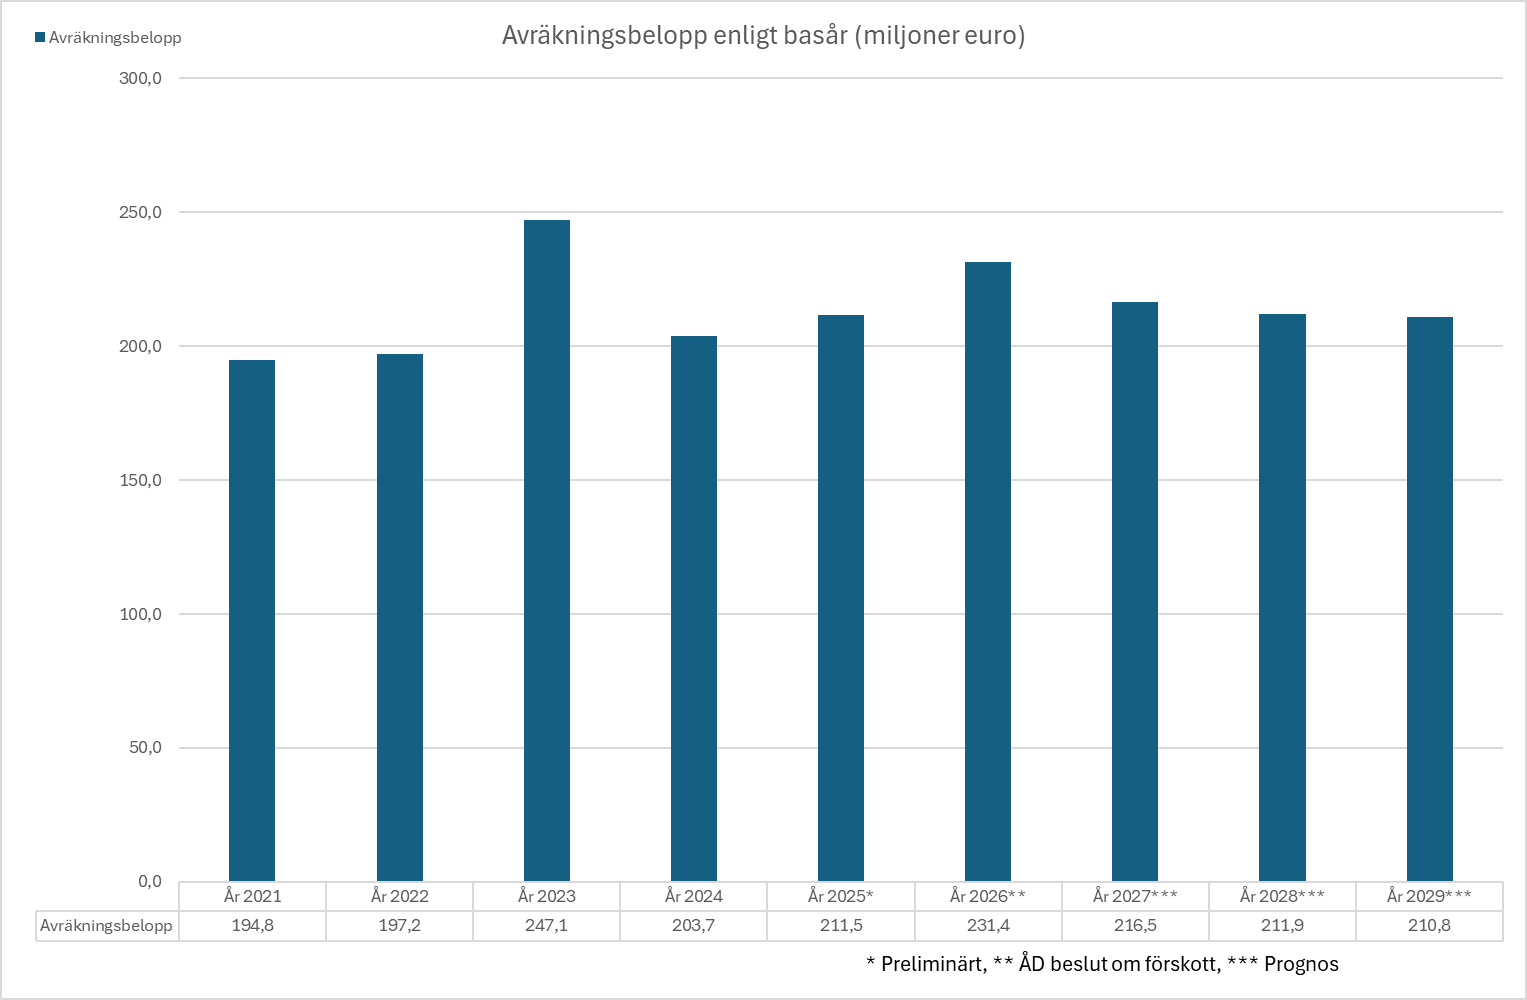 Avräkningsbelopp enligt basår (miljoner euro)
Avräkningsbelopp
300,0
250,0
200,0
150,0
100,0
50,0
0,0
År 2021 År 2022 År 2023 År 2024 År 2025* År 2026** År 2027*** År 2028*** År 2029***
Avräkningsbelopp 194,8 197,2 247,1 203,7 211,5 231,4 216,5 211,9 210,8
* Preliminärt, ** ÅD beslut om förskott, *** Prognos